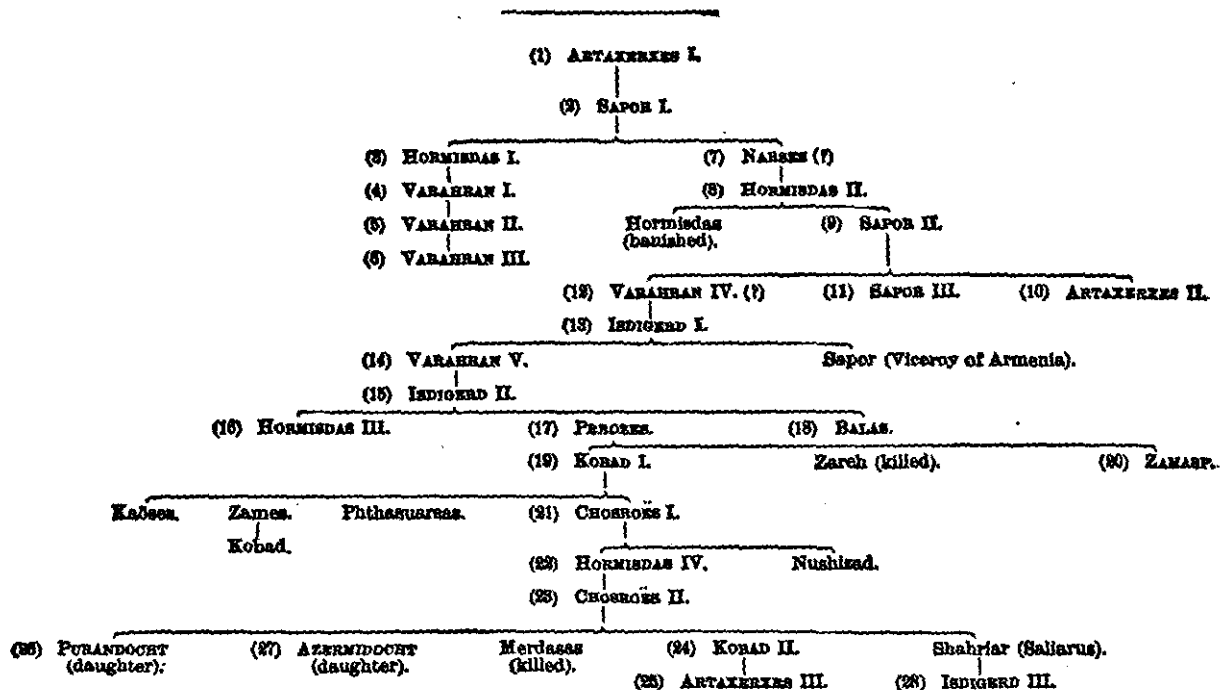 (1) ARTAXERXES I.
(2) SAPOR I.
(3) HORMISDAS I. (7) NARSES (?)
(4) VARAHRAN I. (8) HORMISDAS II.
(5) VARAHRAN II. Hormisdas (9) SAPOR II.
(banished).
(6) VARAHRAN III.
(12) VARAHRAN IV. (?) (11) SAPOR III. (10) ARTAXERXES II.
(13) ISDIGERD I.
(14) VARAHRAN V. Sapor (Viceroy of Armenia).
(15) ISDIGERD II.
(16) HORMISDAS III. (17) PEROZES. (18) BALAS.
(19) KOBAD I. Zareh (killed). (20) ZAMASP.
Kaöses. Zames. Phthasuarsas. (21) CHOSROËS I.
Kobad.
(22) HORMISDAS IV. Nushizad.
(23) CHOSROËS II.
(26) PURANDOCHT (27) AZERMIDOCHT Merdasas (24) KOBAD II. Shahriar (Saliarus).
(daughter). (daughter). (killed).
(25) ARTAXERXES III. (28) ISDIGERD III.